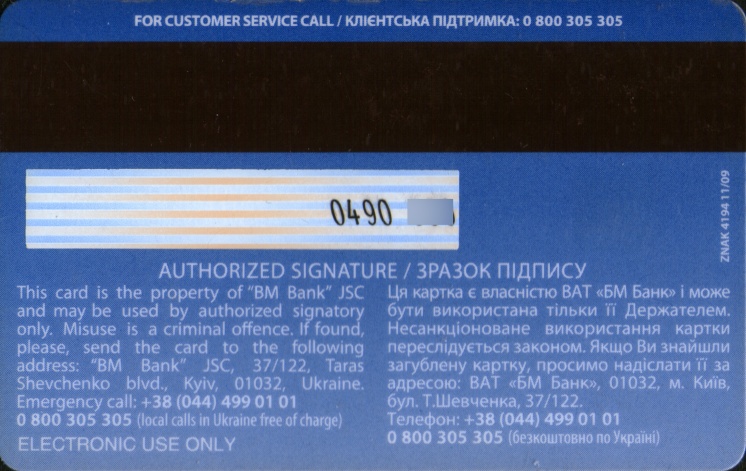 FOR CUSTOMER SERVICE CALL / КЛІЄНТСЬКА ПІДТРИМКА: 0 800 305 305
0490
ZNAK 4194 11/09
AUTHORIZED SIGNATURE / ЗРАЗОК ПІДПИСУ
This card is the property of "BM Bank" JSC
and may be used by authorized signatory
only. Misuse is a criminal offence. If found,
please, send the card to the following
address: "BM Bank" JSC, 37/122, Taras
Shevchenko blvd., Kyiv, 01032, Ukraine.
Emergency call: +38 (044) 499 01 01
0 800 305 305 (local calls in Ukraine free of charge)
ELECTRONIC USE ONLY
Ця картка є власністю ВАТ «БМ Банк» і може
бути використана тільки її Держателем.
Несанкціоноване використання картки
переслідується законом. Якщо Ви знайшли
загублену картку, просимо надіслати її за
адресою: ВАТ «БМ Банк», 01032, м. Київ,
бул. Т.Шевченка, 37/122.
Телефон: +38 (044) 499 01 01
0 800 305 305 (безкоштовно по Україні)